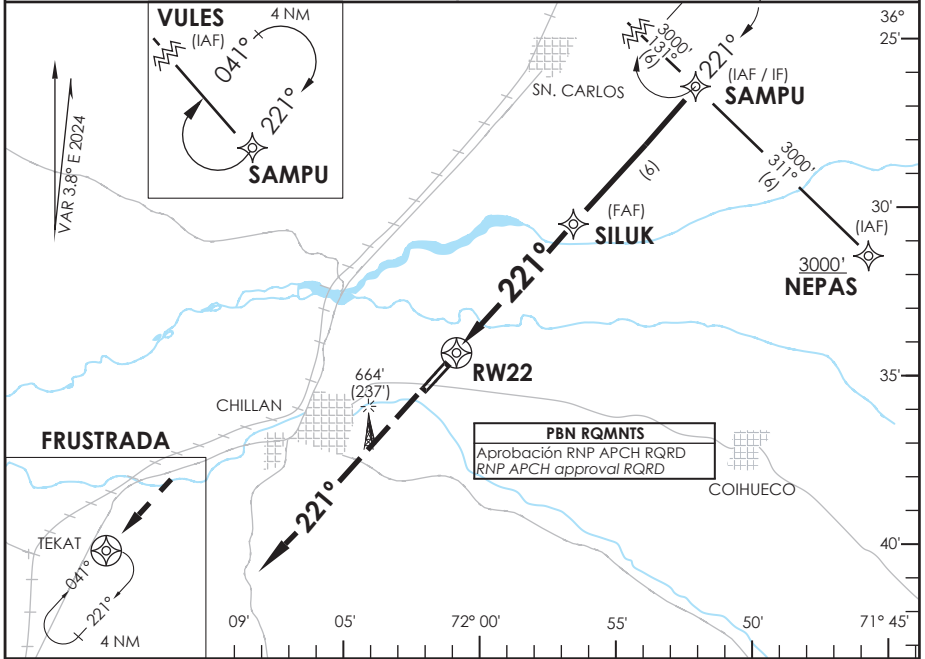 VULES
(IAF)
4 NM
041°
221°
SAMPU
VAR 3.8° E 2024
SN. CARLOS
3000'
131°
(6)
221°
(IAF / IF)
SAMPU
36°
25'
3000'
311°
(6)
(6)
30'
(FAF)
SILUK
(IAF)
3000'
NEPAS
221°
RW22
35'
664'
(237')
CHILLAN
PBN RQMNTS
Aprobación RNP APCH RQRD
RNP APCH approval RQRD
COIHUECO
FRUSTRADA
221°
TEKAT
041°
221°
4 NM
40'
09'
05'
72° 00'
55'
50'
71° 45'